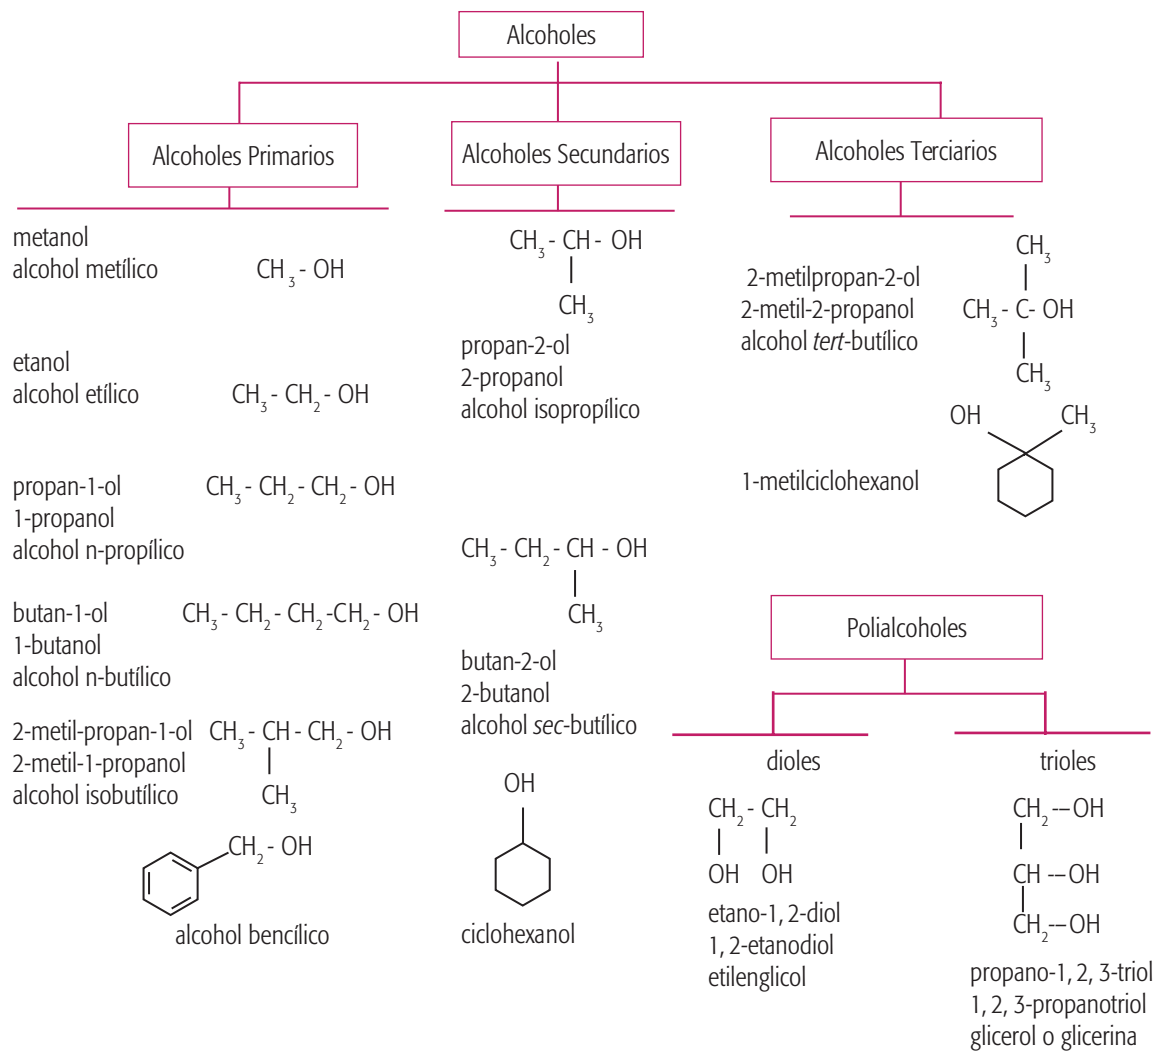 Alcoholes
Alcoholes Primarios
metanol
alcohol metílico
CH3 - OH
etanol
alcohol etílico
CH3 - CH2 - OH
propan-1-ol
1-propanol
alcohol n-propílico
CH3 - CH2 - CH2 - OH
butan-1-ol
1-butanol
alcohol n-butílico
CH3 - CH2 - CH2 -CH2 - OH
2-metil-propan-1-ol
2-metil-1-propanol
alcohol isobutílico
CH3 - CH - CH2 - OH
CH3
CH2 - OH
alcohol bencílico
Alcoholes Secundarios
CH3 - CH - OH
CH3
propan-2-ol
2-propanol
alcohol isopropílico
CH3 - CH2 - CH - OH
CH3
butan-2-ol
2-butanol
alcohol sec-butílico
OH
ciclohexanol
Alcoholes Terciarios
2-metilpropan-2-ol
2-metil-2-propanol
alcohol tert-butílico
CH3
CH3 - C- OH
CH3
1-metilciclohexanol
OH CH3
Polialcoholes
dioles
CH2 - CH2
OH OH
etano-1, 2-diol
1, 2-etanodiol
etilenglicol
trioles
CH2 --OH
CH --OH
CH2--OH
propano-1, 2, 3-triol
1, 2, 3-propanotriol
glicerol o glicerina